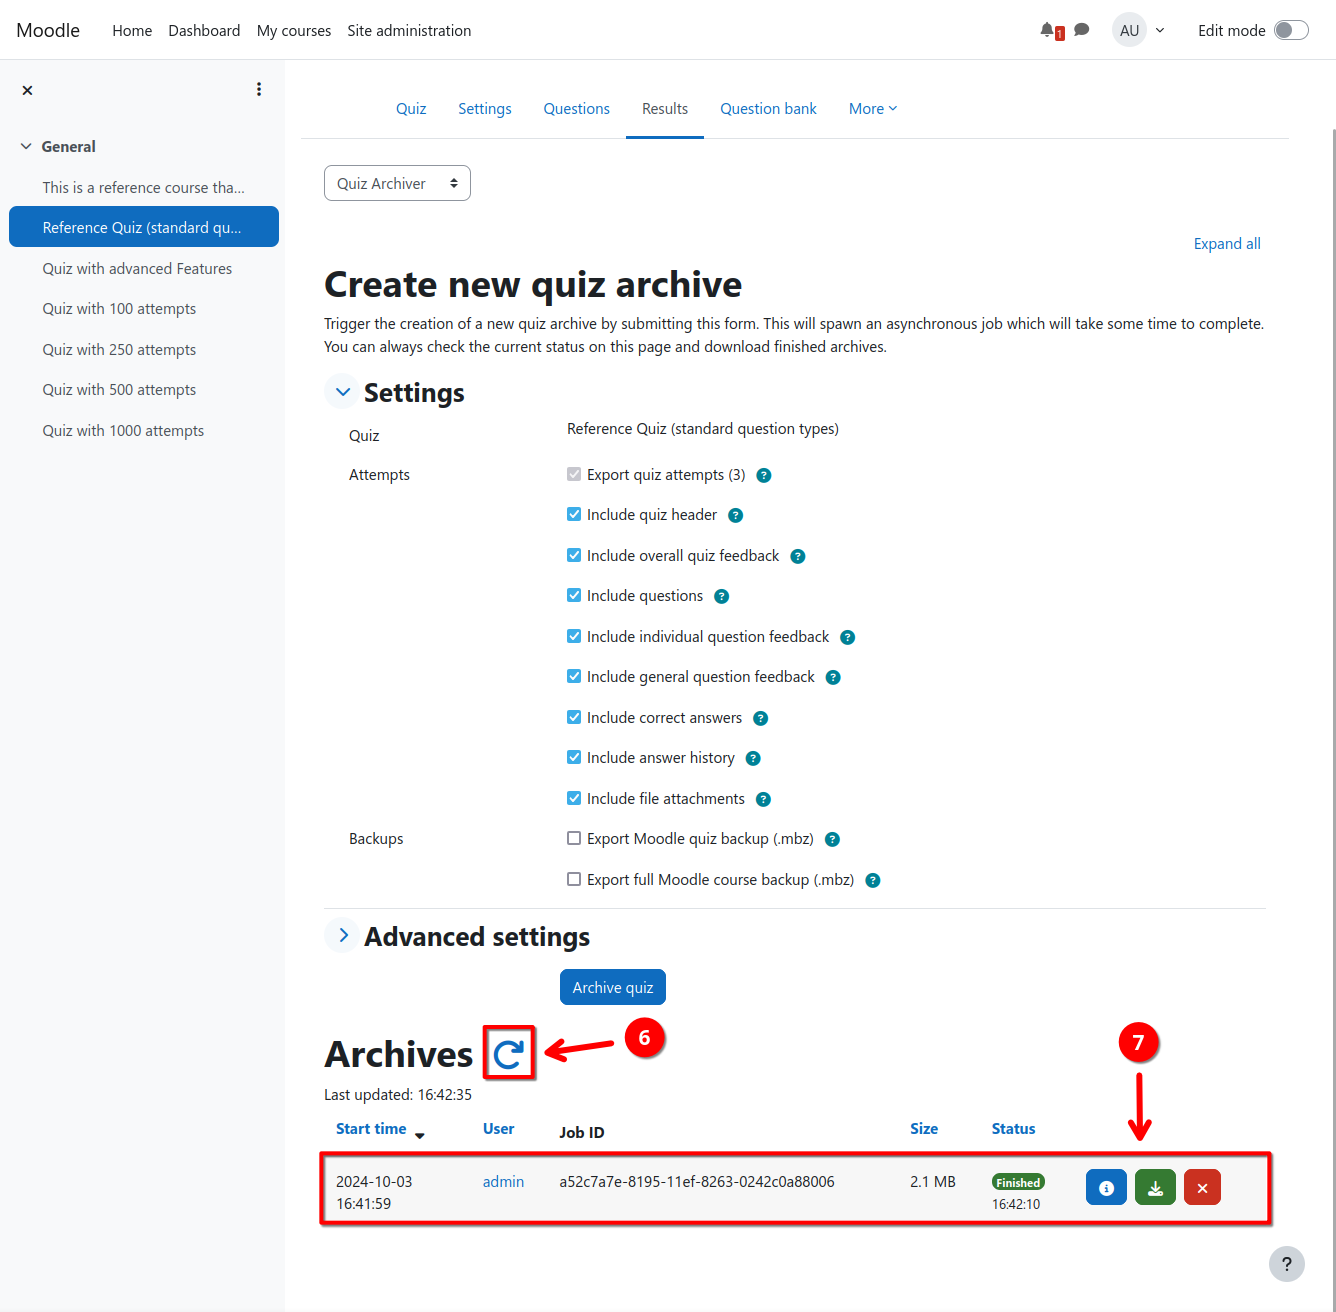 Moodle Home Dashboard My courses Site administration 1 AU Edit mode
General
This is a reference course tha...
Reference Quiz (standard qu...
Quiz with advanced Features
Quiz with 100 attempts
Quiz with 250 attempts
Quiz with 500 attempts
Quiz with 1000 attempts
Quiz Settings Questions Results Question bank More
Quiz Archiver
Expand all
Create new quiz archive
Trigger the creation of a new quiz archive by submitting this form. This will spawn an asynchronous job which will take some time to complete.
You can always check the current status on this page and download finished archives.
Settings
Quiz Reference Quiz (standard question types)
Attempts Export quiz attempts (3) ?
Include quiz header ?
Include overall quiz feedback ?
Include questions ?
Include individual question feedback ?
Include general question feedback ?
Include correct answers ?
Include answer history ?
Include file attachments ?
Backups Export Moodle quiz backup (.mbz) ?
Export full Moodle course backup (.mbz) ?
Advanced settings
Archive quiz
Archives 6 7
Last updated: 16:42:35
Start time User Job ID Size Status
2024-10-03 admin a52c7a7e-8195-11ef-8263-0242c0a88006 2.1 MB Finished
16:41:59 16:42:10
?